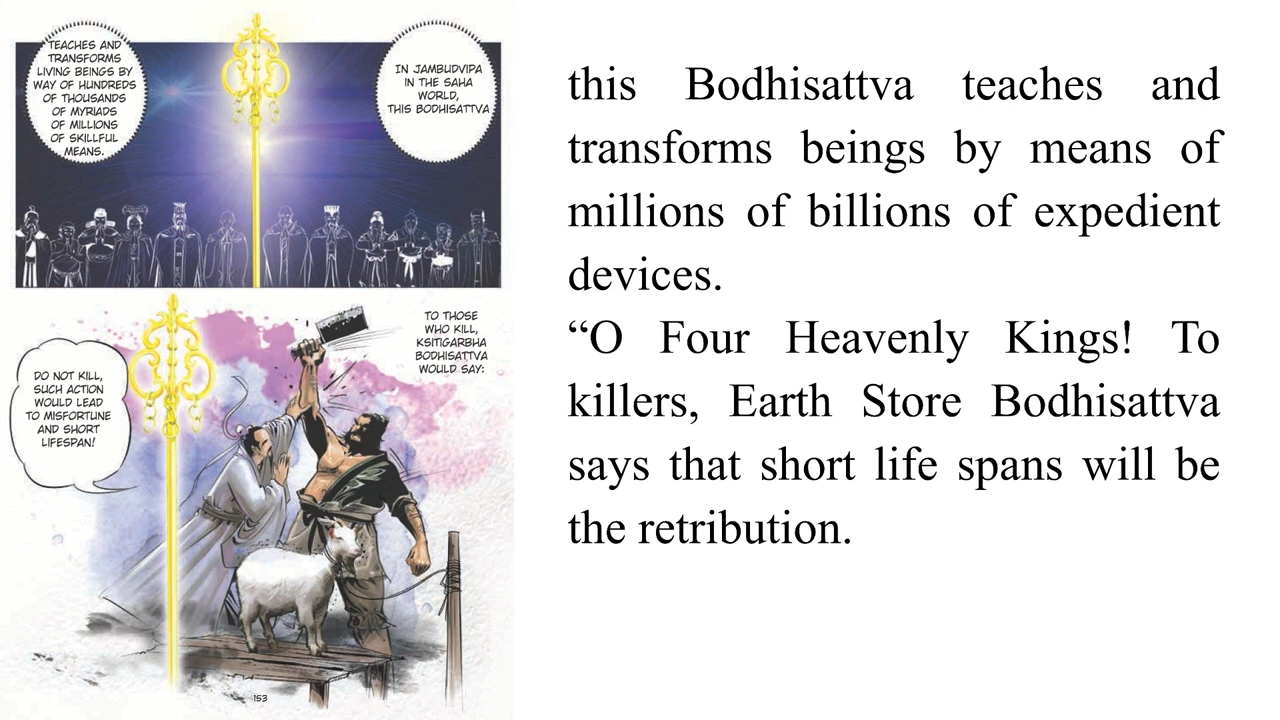 TEACHES AND
TRANSFORMS
LIVING BEINGS BY
WAY OF HUNDREDS
OF THOUSANDS
OF MYRIADS
OF MILLIONS
OF SKILLFUL
MEANS.
IN JAMBUDVIPA
IN THE SAHA
WORLD,
THIS BODHISATTVA
TO THOSE
WHO KILL,
KSITIGARBHA
BODHISATTVA
WOULD SAY:
DO NOT KILL,
SUCH ACTION
WOULD LEAD
TO MISFORTUNE
AND SHORT
LIFESPAN!
153
this Bodhisattva teaches and
transforms beings by means of
millions of billions of expedient
devices.
“O Four Heavenly Kings! To
killers, Earth Store Bodhisattva
says that short life spans will be
the retribution.